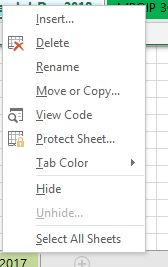 Insert...
Delete
Rename
Move or Copy...
View Code
Protect Sheet...
Tab Color
Hide
Unhide...
Select All Sheets
2017